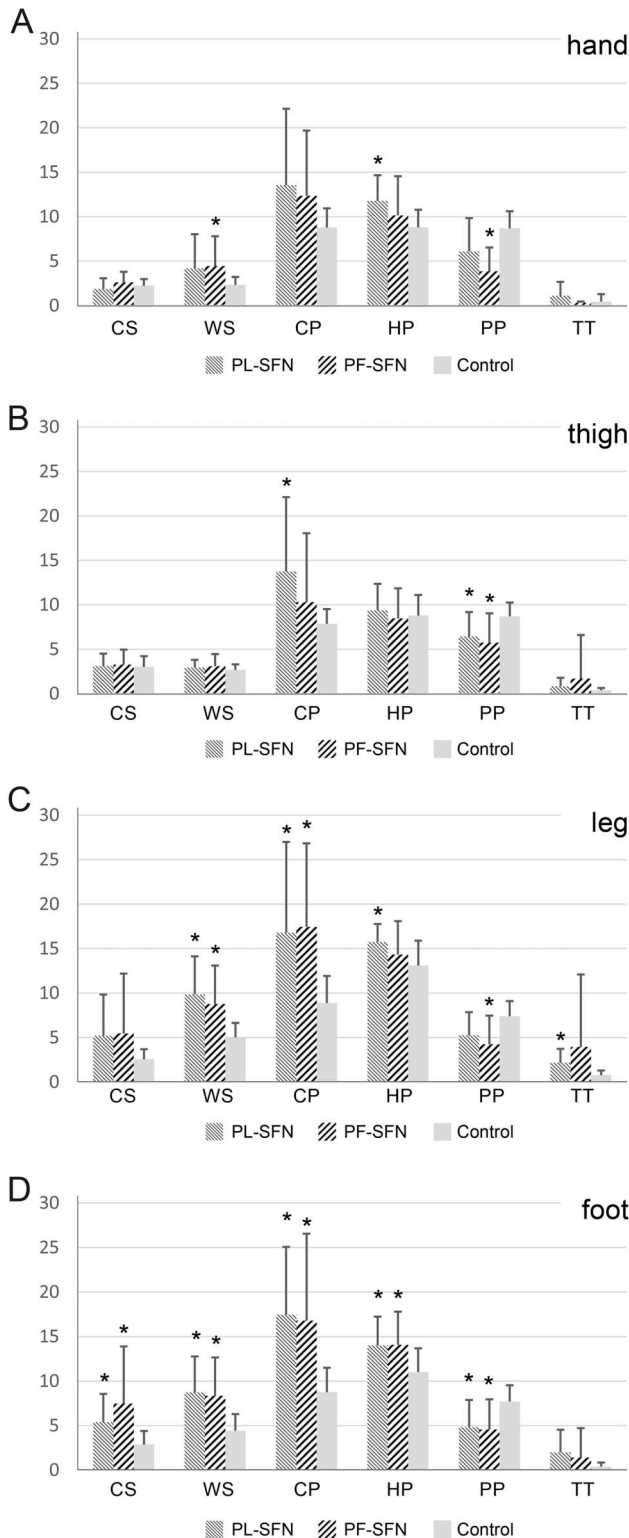 A
hand
30
25
20
15
10
5
0
* * *
CS WS CP HP PP TT
PL-SFN PF-SFN Control
B
thigh
30
25
20
15
10
5
0
* * *
CS WS CP HP PP TT
PL-SFN PF-SFN Control
C
leg
30
25
20
15
10
5
0
* * * * * * *
CS WS CP HP PP TT
PL-SFN PF-SFN Control
D
foot
30
25
20
15
10
5
0
* * * * * * * * * *
CS WS CP HP PP TT
PL-SFN PF-SFN Control